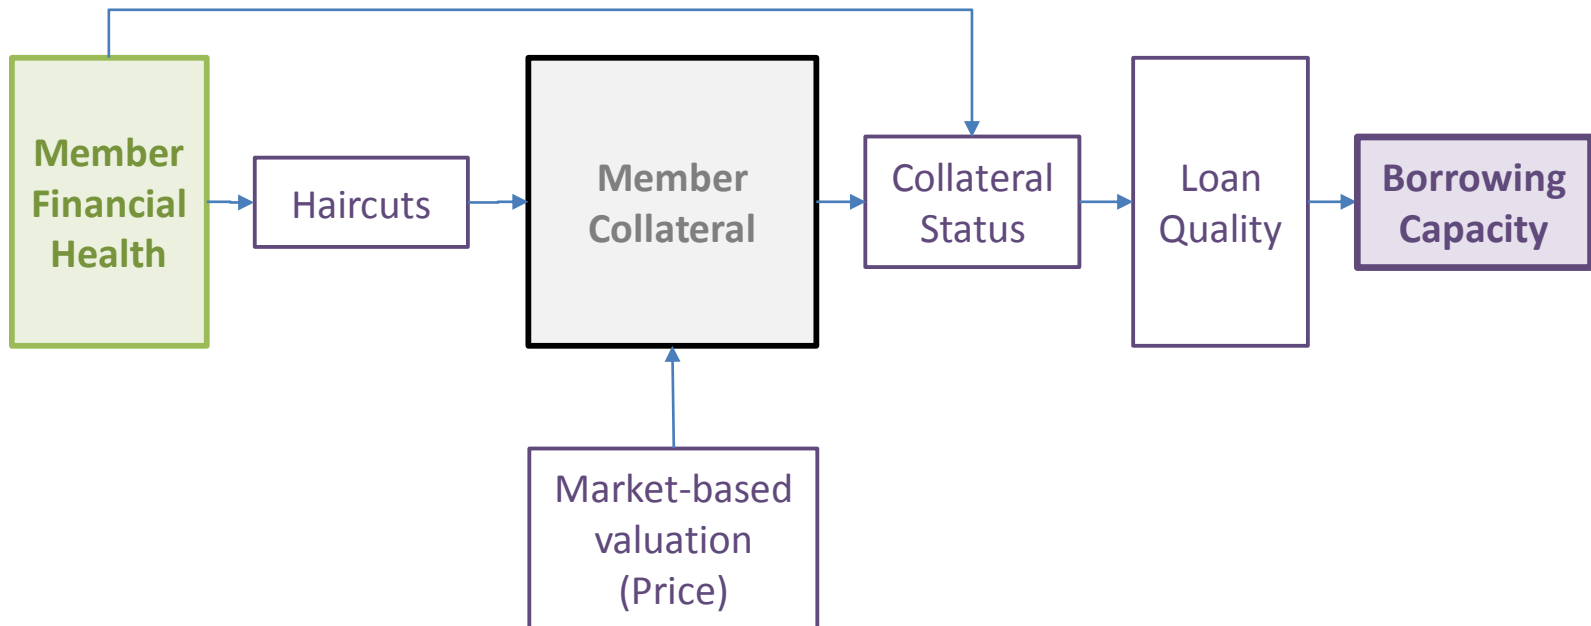 Member
Financial
Health
Haircuts
Member
Collateral
Collateral
Status
Loan
Quality
Borrowing
Capacity
Market-based
valuation
(Price)